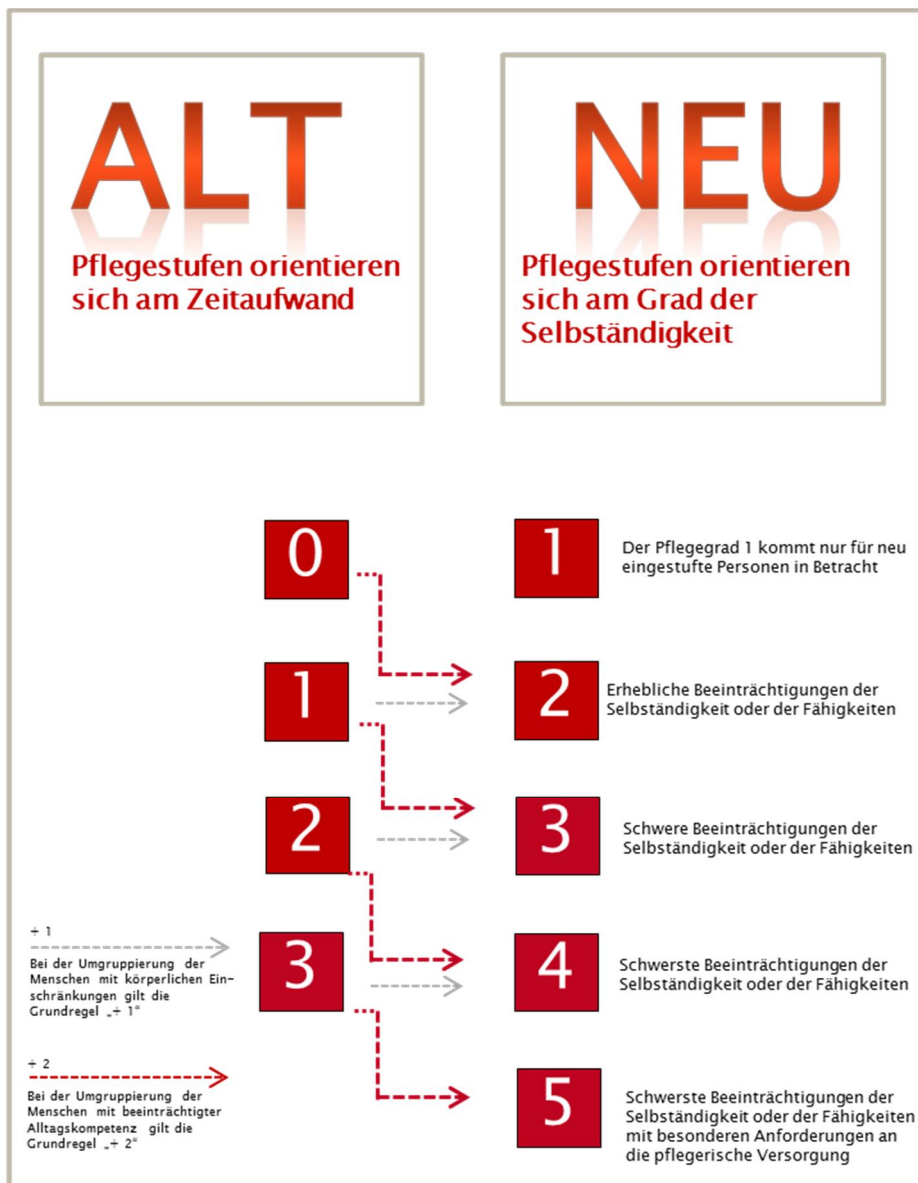 ALT
Pflegestufen orientieren
sich am Zeitaufwand
NEU
Pflegestufen orientieren
sich am Grad der
Selbständigkeit
0
1
Der Pflegegrad 1 kommt nur für neu
eingestufte Personen in Betracht
1
2
Erhebliche Beeinträchtigungen der
Selbständigkeit oder der Fähigkeiten
2
3
Schwere Beeinträchtigungen der
Selbständigkeit oder der Fähigkeiten
3
4
Schwerste Beeinträchtigungen der
Selbständigkeit oder der Fähigkeiten
5
Schwerste Beeinträchtigungen der
Selbständigkeit oder der Fähigkeiten
mit besonderen Anforderungen an
die pflegerische Versorgung
+ 1
Bei der Umgruppierung der
Menschen mit körperlichen Ein-
schränkungen gilt die
Grundregel „+ 1“
+ 2
Bei der Umgruppierung der
Menschen mit beeinträchtigter
Alltagskompetenz gilt die
Grundregel „+ 2“